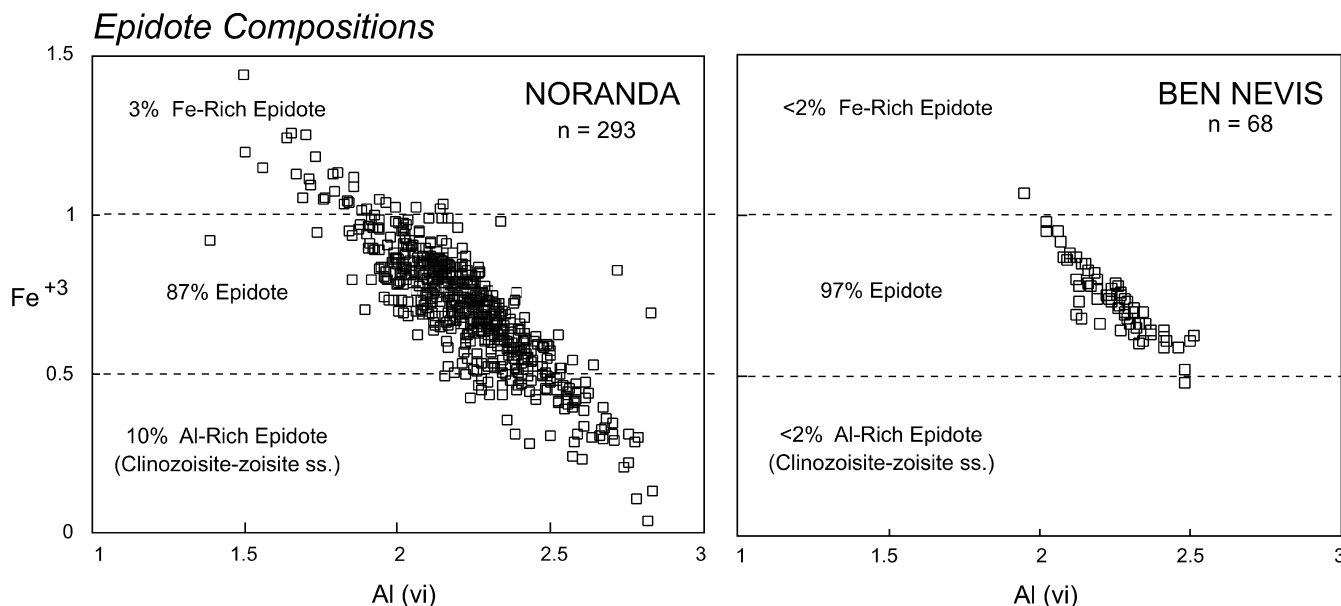 Epidote Compositions
1.5
1
0.5
0
Fe +3
NORANDA
n = 293
3% Fe-Rich Epidote
87% Epidote
10% Al-Rich Epidote
(Clinozoisite-zoisite ss.)
1 1.5 2 2.5 3
Al (vi)
BEN NEVIS
n = 68
<2% Fe-Rich Epidote
97% Epidote
<2% Al-Rich Epidote
(Clinozoisite-zoisite ss.)
1 1.5 2 2.5 3
Al (vi)